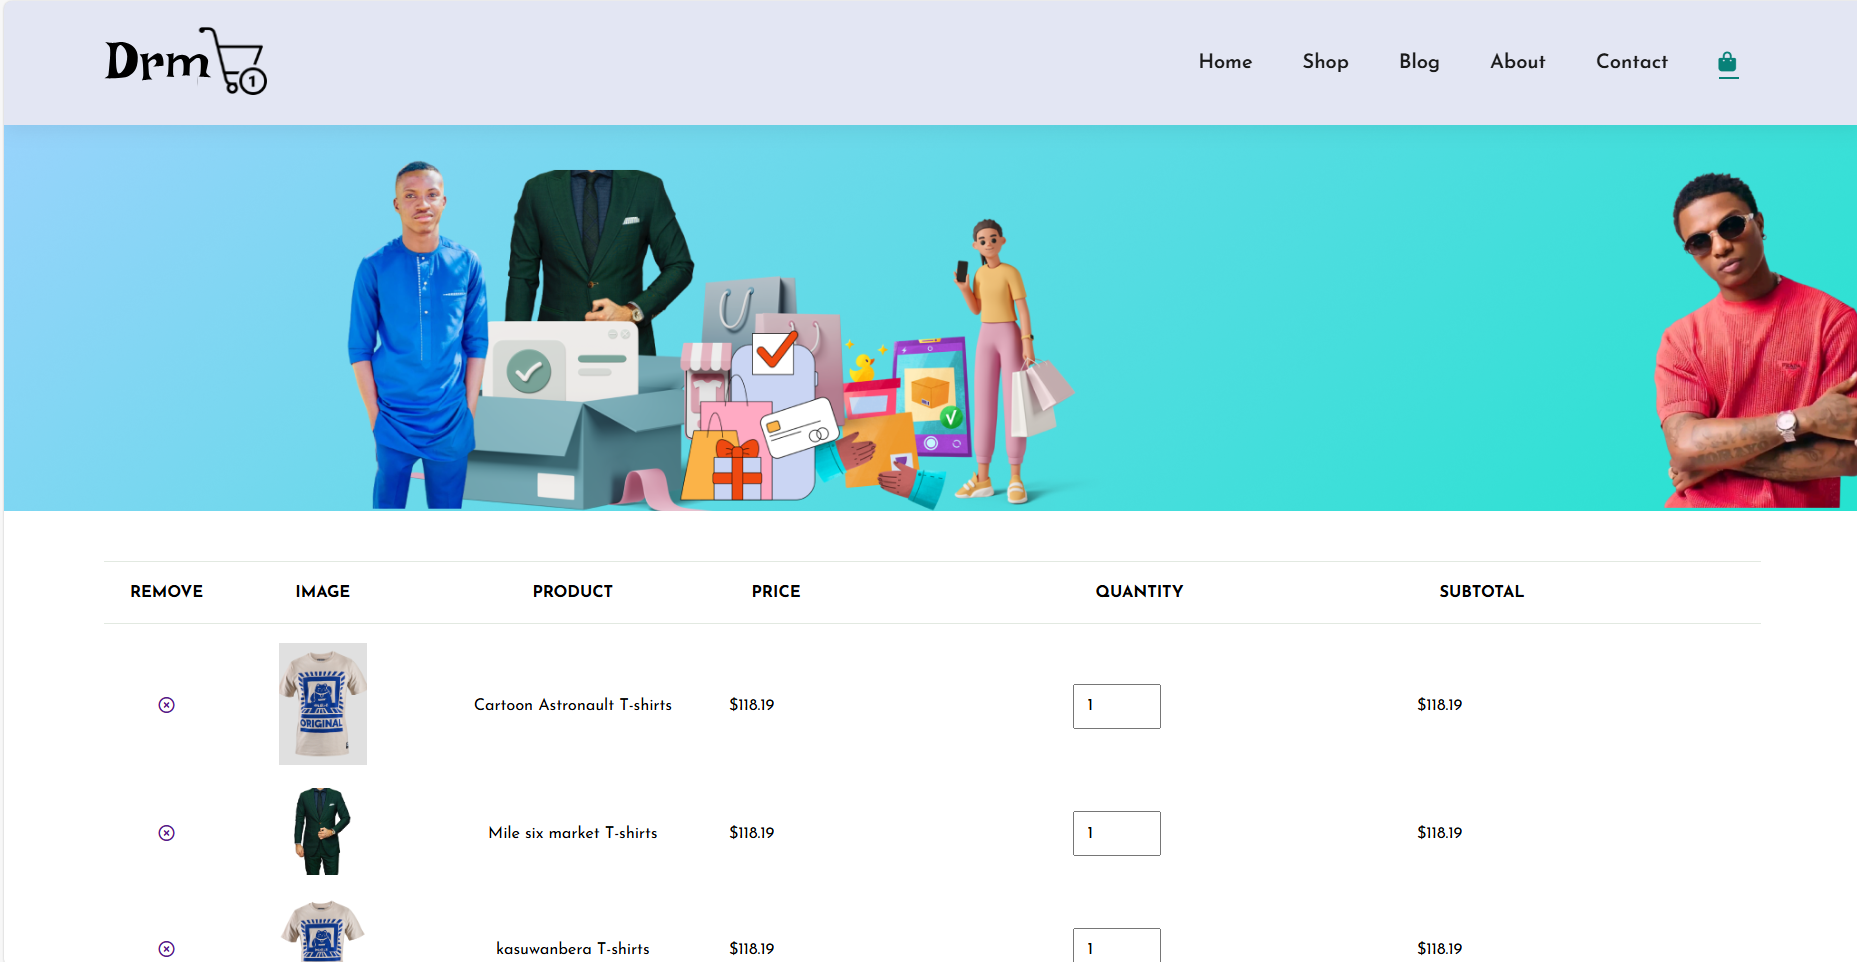 Drm 1
Home Shop Blog About Contact
REMOVE IMAGE PRODUCT PRICE QUANTITY SUBTOTAL
ORIGINAL
Cartoon Astronault T-shirts $118.19 1 $118.19
Mile six market T-shirts $118.19 1 $118.19
kasuwanbera T-shirts $118.19 1 $118.19